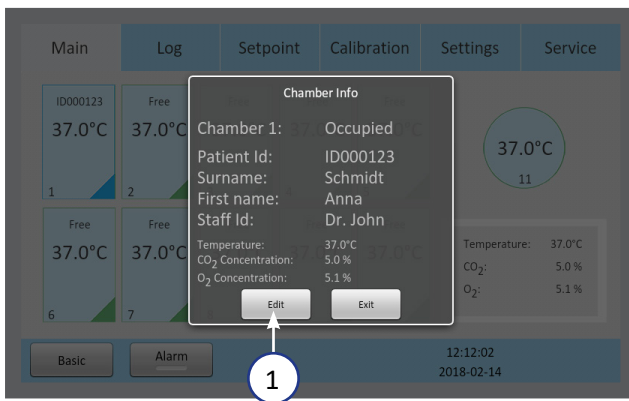 Main Log Setpoint Calibration Settings Service
ID000123 Free
37.0°C 37.0°C
1 2
Free Free
37.0°C 37.0°C 37.0°C
6 7
Chamber Info
Chamber 1: Occupied
Patient Id: ID000123
Surname: Schmidt
First name: Anna
Staff Id: Dr. John
Temperature: 37.0°C
CO2 Concentration: 5.0 %
O2 Concentration: 5.1 %
Edit Exit
37.0°C
11
Temperature: 37.0°C
CO2: 5.0 %
O2: 5.1 %
Basic Alarm
12:12:02
2018-02-14
1